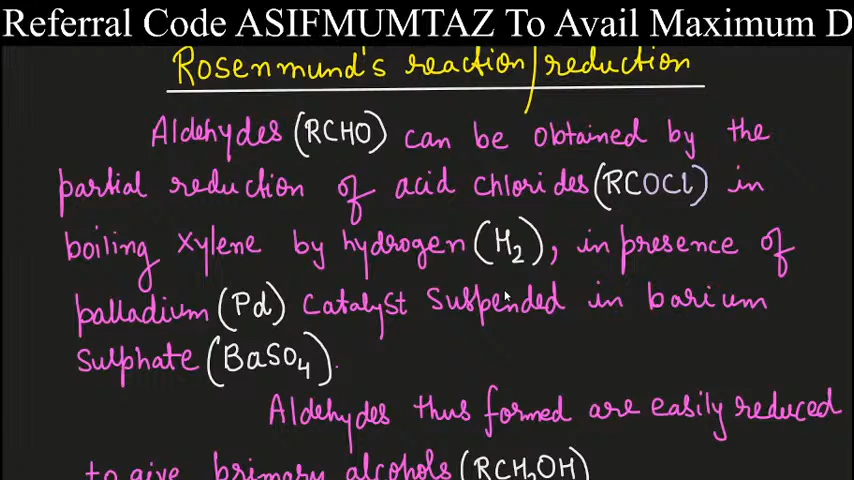 Referral Code ASIFMUMTAZ To Avail Maximum D
Rosenmund's reaction/reduction
Aldehydes (RCHO) can be obtained by the
partial reduction of acid chlorides (RCOCl) in
boiling xylene by hydrogen (H₂), in presence of
palladium (Pd) catalyst suspended in barium
sulphate (BaSO₄).
Aldehydes thus formed are easily reduced
to give primary alcohols (RCH₂OH)